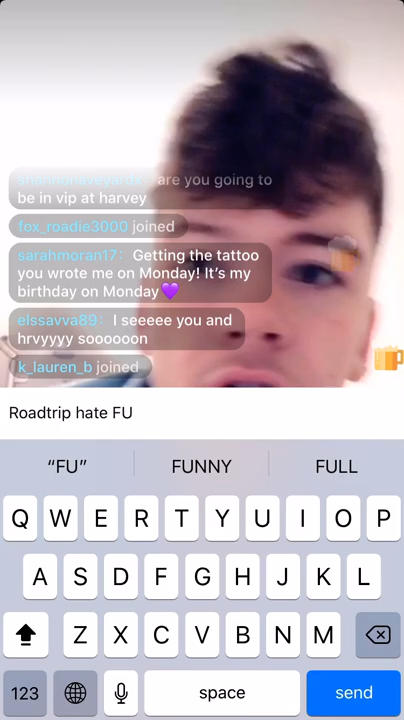 are you going to
be in vip at harvey
fox_roadie3000 joined
sarahmoran17: Getting the tattoo
you wrote me on Monday! It's my
birthday on Monday💜
elssavva89: I seeeee you and
hrvyyyy soooooon
k_lauren_b joined
Roadtrip hate FU
“FU” FUNNY FULL
Q W E R T Y U I O P
A S D F G H J K L
Z X C V B N M
123 space send